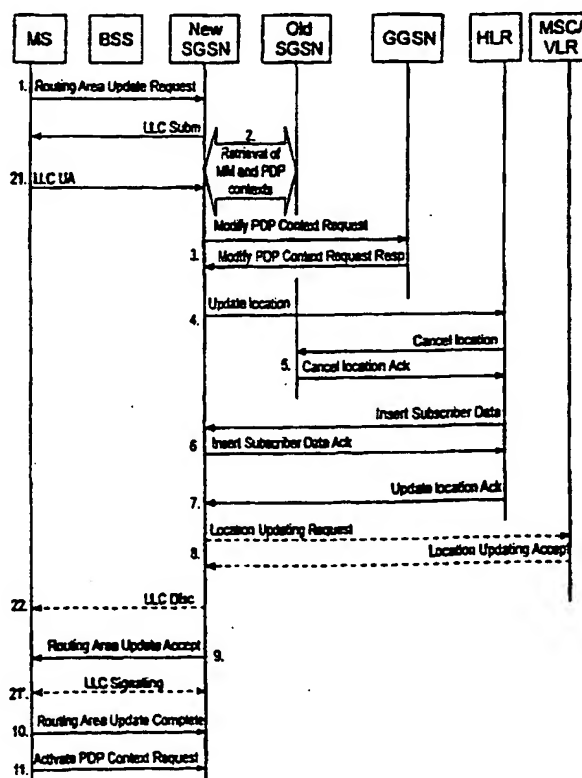 MS
BSS
New
SGSN
Old
SGSN
GGSN
HLR
MSC/
VLR
1. Routing Area Update Request
LLC Subm
2.
Retrieval of
MM and PDP
contexts
21. LLC UA
Modify PDP Context Request
3. Modify PDP Context Request Resp
Update location
4.
Cancel location
5. Cancel location Ack
Insert Subscriber Data
6 Insert Subscriber Data Ack
Update location Ack
7.
Location Updating Request
Location Updating Accept
8.
LLC Disc
22.
Routing Area Update Accept
9.
LLC Signalling
21'.
Routing Area Update Complete
10.
Activate PDP Context Request
11.